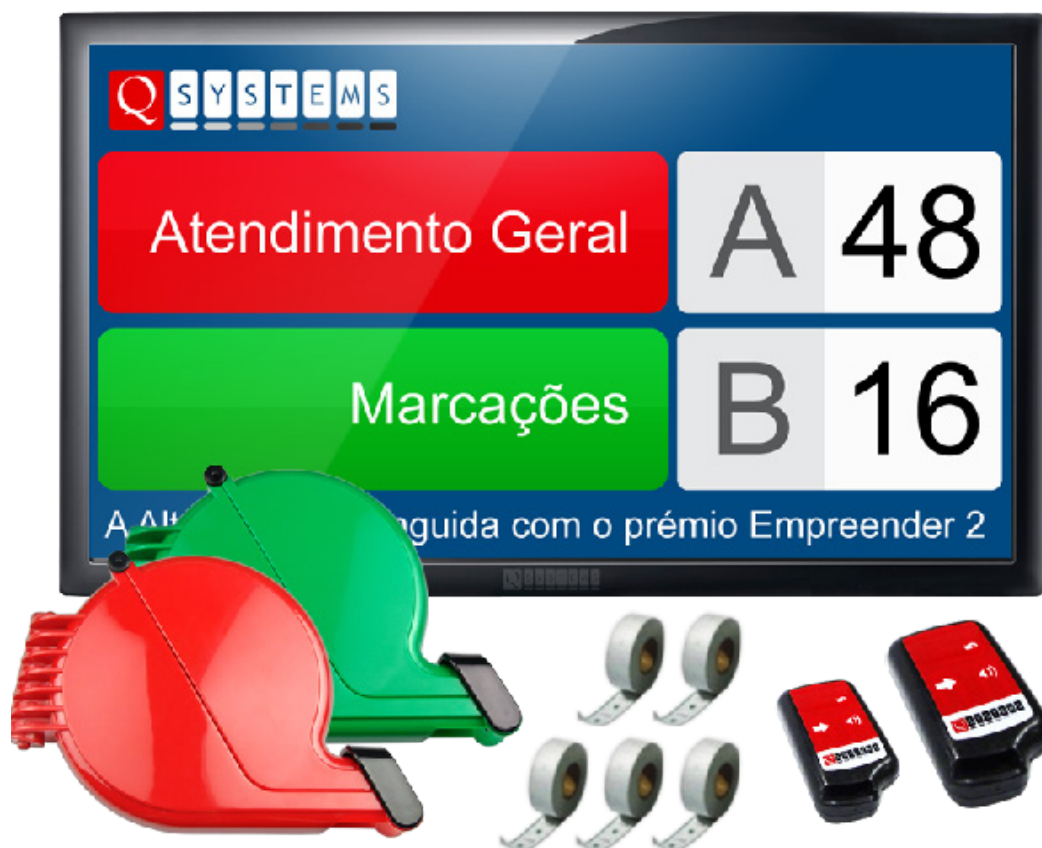 Q SYSTEMS
Atendimento Geral A 48
Marcações B 16
A guida com o prémio Empreender 2